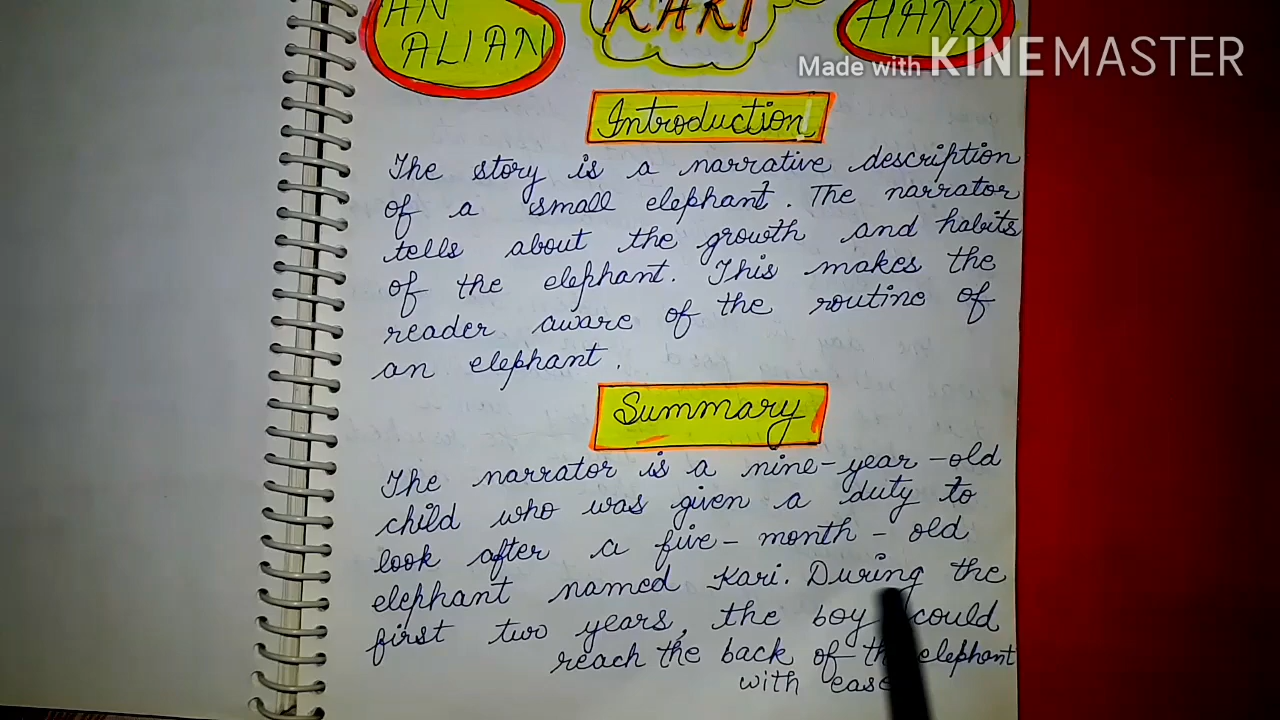 AN
ALIAN
KARI
HAND
Made with KINEMASTER
Introduction
The story is a narrative description
of a small elephant. The narrator
tells about the growth and habits
of the elephant. This makes the
reader aware of the routine of
an elephant.
Summary
The narrator is a nine-year-old
child who was given a duty to
look after a five-month-old
elephant named Kari. During the
first two years, the boy could
reach the back of the elephant
with ease